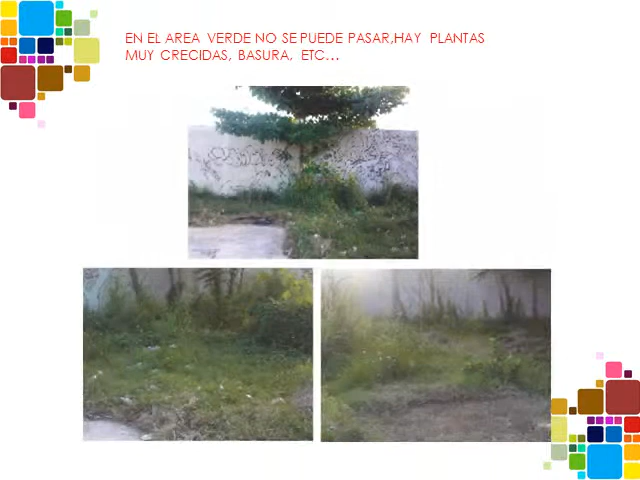 EN EL AREA VERDE NO SE PUEDE PASAR,HAY PLANTAS
MUY CRECIDAS, BASURA, ETC...